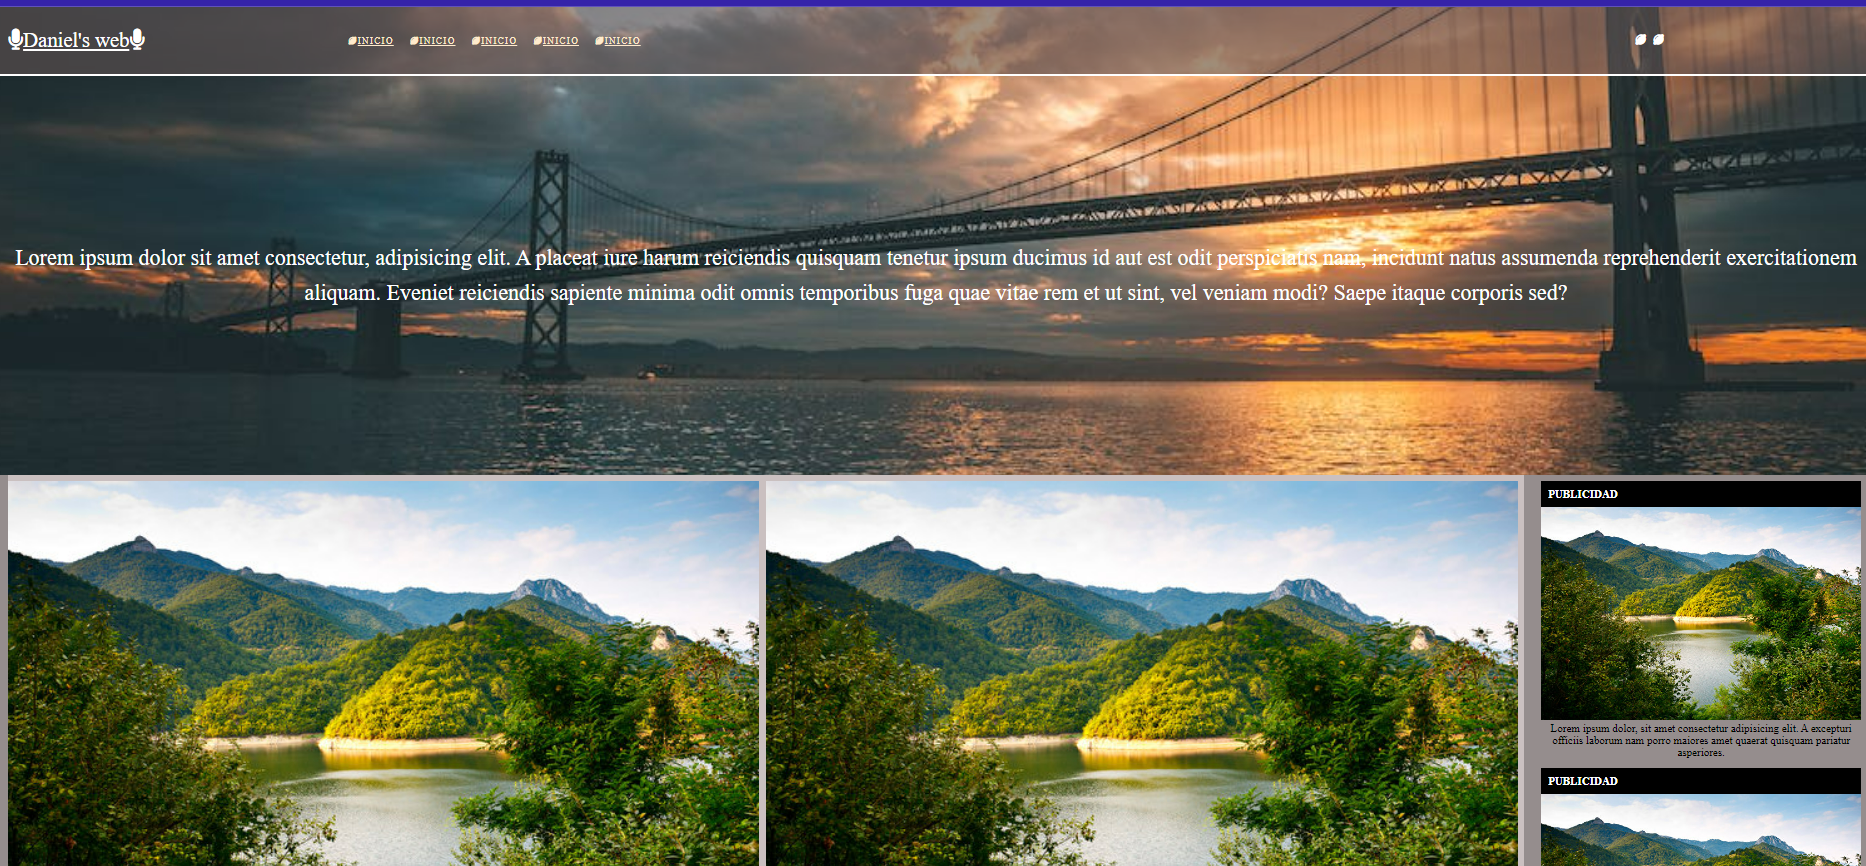 Daniel's web
INICIO INICIO INICIO INICIO INICIO
Lorem ipsum dolor sit amet consectetur, adipisicing elit. A placeat iure harum reiciendis quisquam tenetur ipsum ducimus id aut est odit perspiciatis nam, incidunt natus assumenda reprehenderit exercitationem
aliquam. Eveniet reiciendis sapiente minima odit omnis temporibus fuga quae vitae rem et ut sint, vel veniam modi? Saepe itaque corporis sed?
PUBLICIDAD
Lorem ipsum dolor, sit amet consectetur adipisicing elit. A excepturi
officiis laborum nam porro maiores amet quaerat quisquam pariatur
asperiores.
PUBLICIDAD